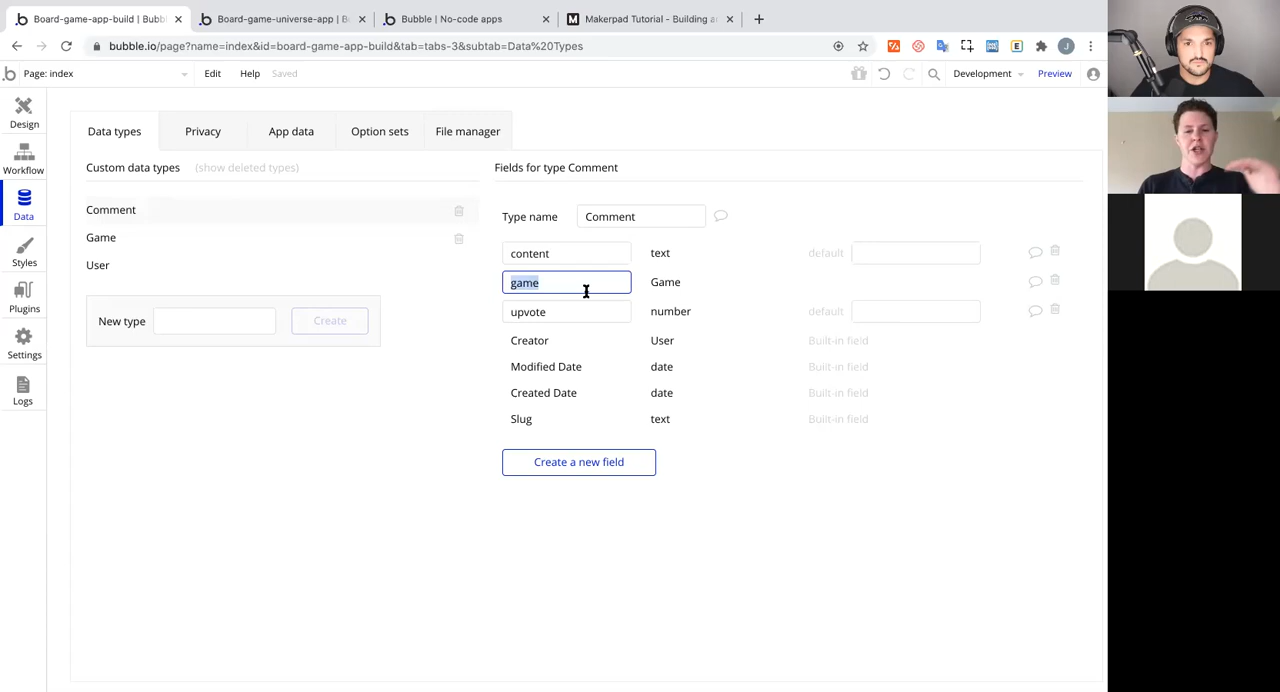 Board-game-app-build | Bubb
Board-game-universe-app | B
Bubble | No-code apps
Makerpad Tutorial - Building a
bubble.io/page?name=index&id=board-game-app-build&tab=tabs-3&subtab=Data%20Types
J
Page: index
Edit
Help
Saved
Development
Preview
Design
Workflow
Data
Styles
Plugins
Settings
Logs
Data types
Privacy
App data
Option sets
File manager
Custom data types
(show deleted types)
Comment
Game
User
New type
Create
Fields for type Comment
Type name
Comment
content
text
default
game
Game
upvote
number
default
Creator
User
Built-in field
Modified Date
date
Built-in field
Created Date
date
Built-in field
Slug
text
Built-in field
Create a new field